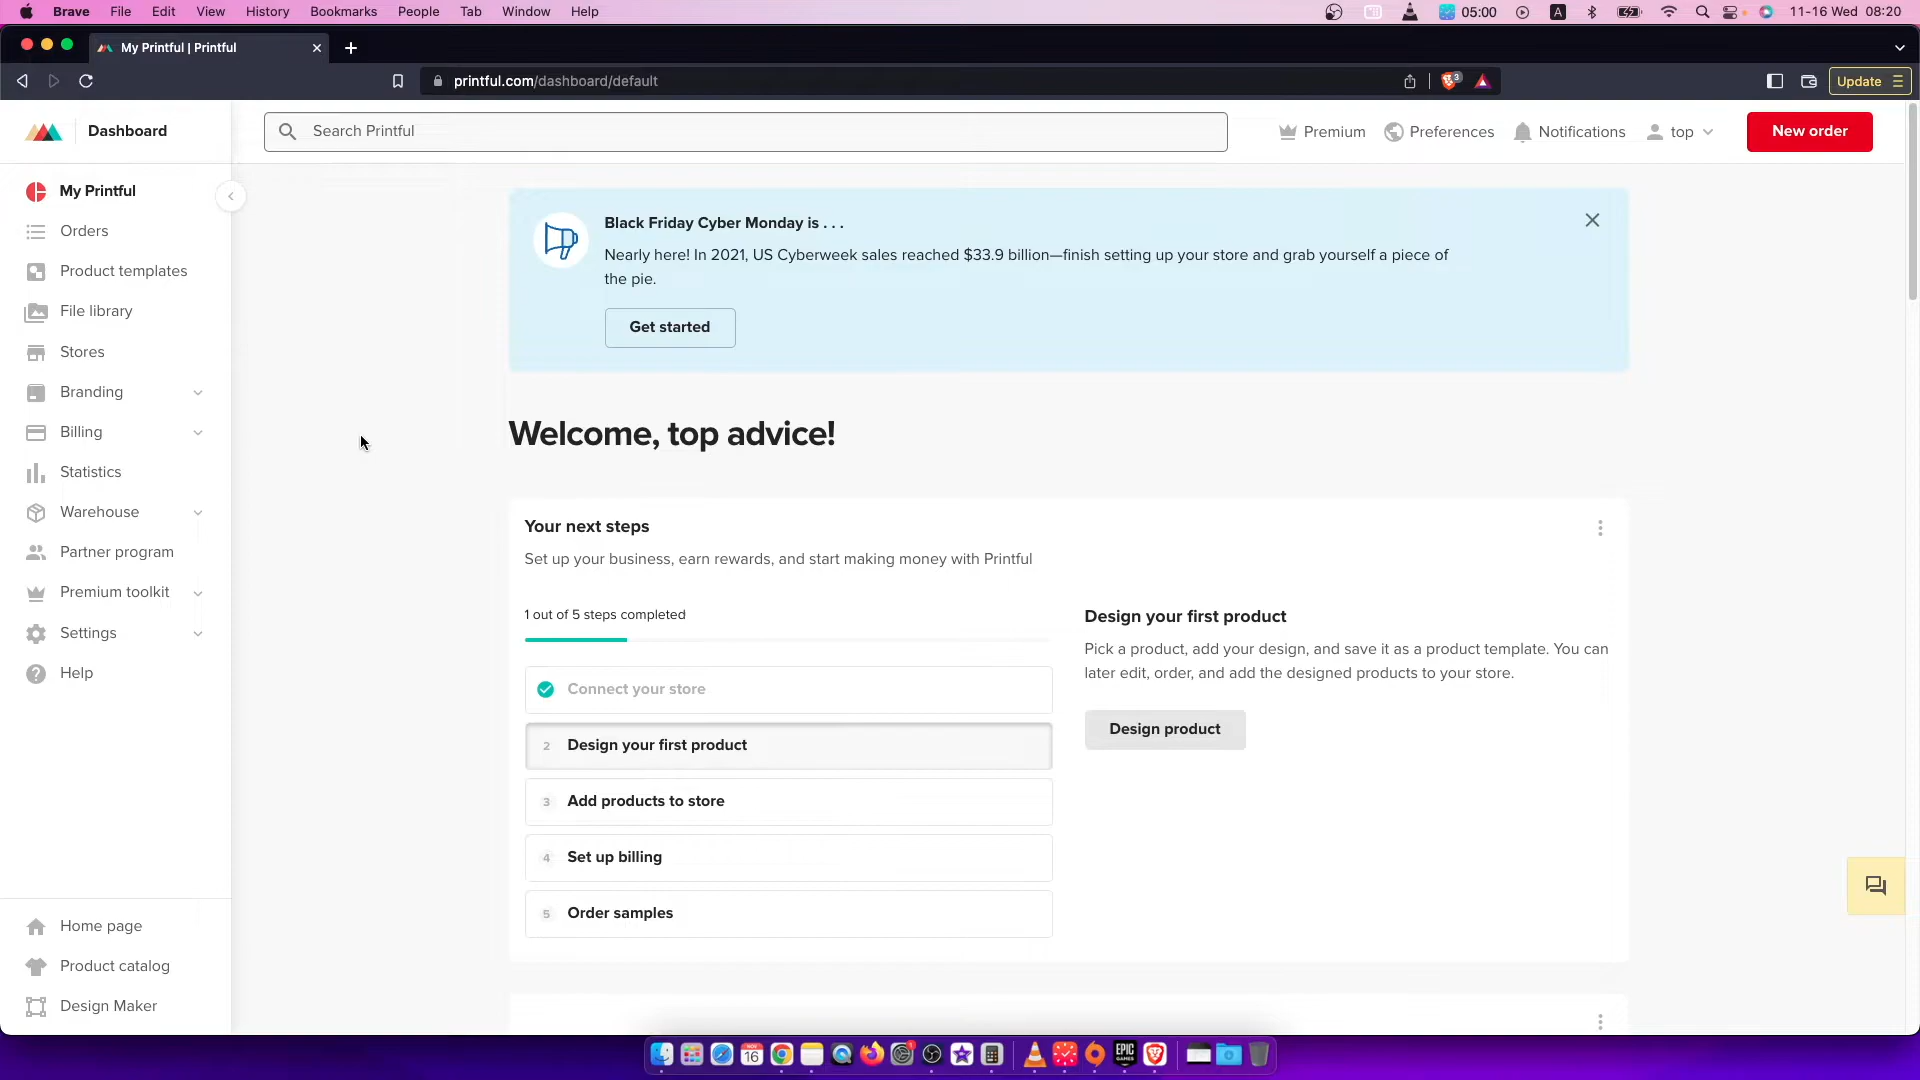 Brave File Edit View History Bookmarks People Tab Window Help 05:00 A 11-16 Wed 08:20
My Printful | Printful
printful.com/dashboard/default 3 Update
Dashboard
Search Printful
Premium Preferences Notifications top New order
My Printful
Orders
Product templates
File library
Stores
Branding
Billing
Statistics
Warehouse
Partner program
Premium toolkit
Settings
Help
Home page
Product catalog
Design Maker
Black Friday Cyber Monday is . . .
Nearly here! In 2021, US Cyberweek sales reached $33.9 billion—finish setting up your store and grab yourself a piece of
the pie.
Get started
Welcome, top advice!
Your next steps
Set up your business, earn rewards, and start making money with Printful
1 out of 5 steps completed
Connect your store
2 Design your first product
3 Add products to store
4 Set up billing
5 Order samples
Design your first product
Pick a product, add your design, and save it as a product template. You can
later edit, order, and add the designed products to your store.
Design product
NOV
16
1
EPIC
GAMES